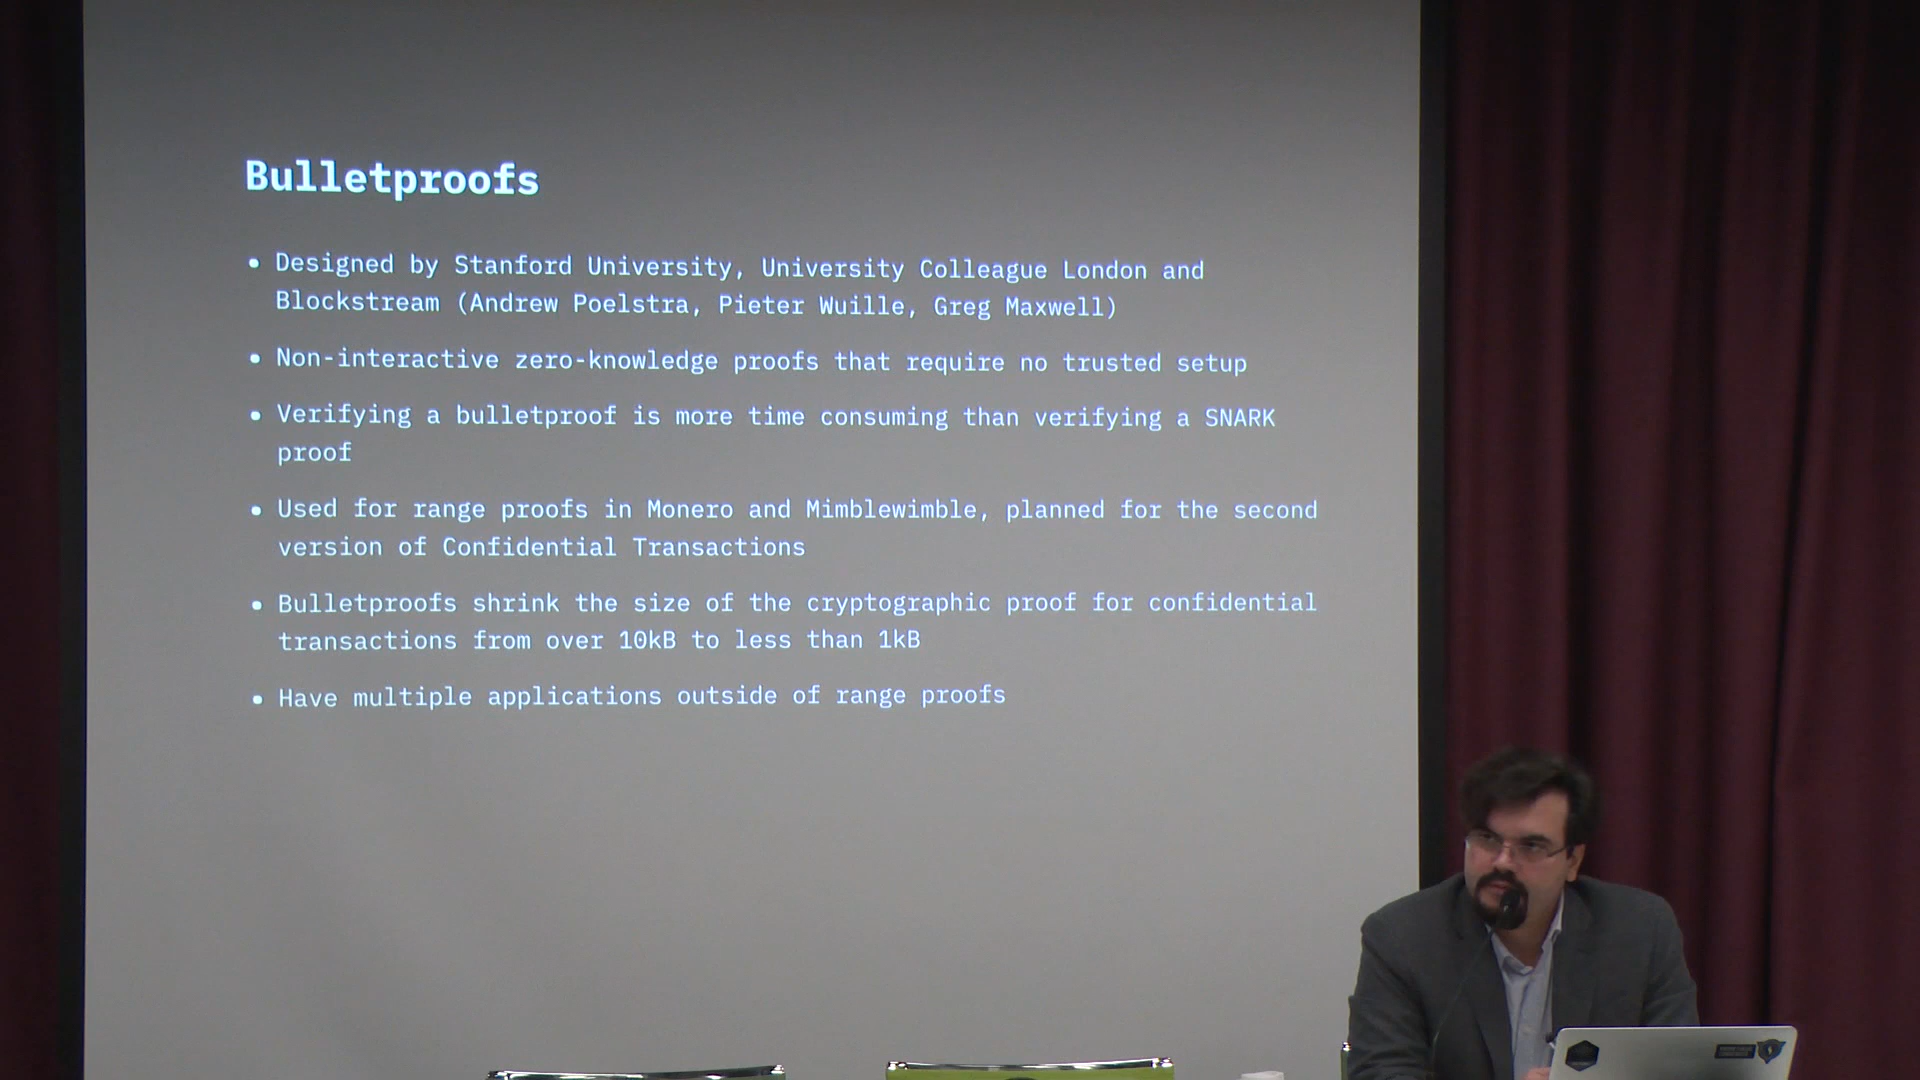 Bulletproofs
• Designed by Stanford University, University Colleague London and
Blockstream (Andrew Poelstra, Pieter Wuille, Greg Maxwell)
• Non-interactive zero-knowledge proofs that require no trusted setup
• Verifying a bulletproof is more time consuming than verifying a SNARK
proof
• Used for range proofs in Monero and Mimblewimble, planned for the second
version of Confidential Transactions
• Bulletproofs shrink the size of the cryptographic proof for confidential
transactions from over 10kB to less than 1kB
• Have multiple applications outside of range proofs